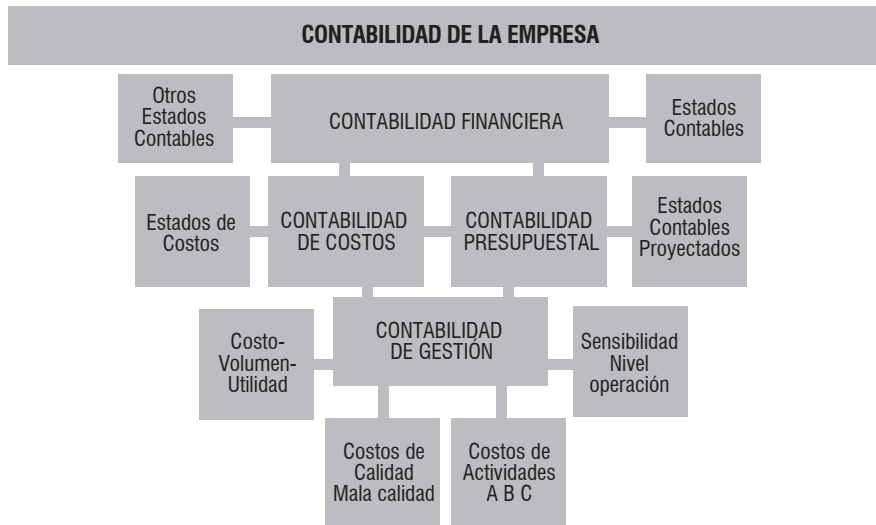 CONTABILIDAD DE LA EMPRESA
Otros
Estados
Contables
CONTABILIDAD FINANCIERA
Estados
Contables
Estados de
Costos
CONTABILIDAD
DE COSTOS
CONTABILIDAD
PRESUPUESTAL
Estados
Contables
Proyectados
Costo-
Volumen-
Utilidad
CONTABILIDAD
DE GESTIÓN
Sensibilidad
Nivel
operación
Costos de
Calidad
Mala calidad
Costos de
Actividades
A B C